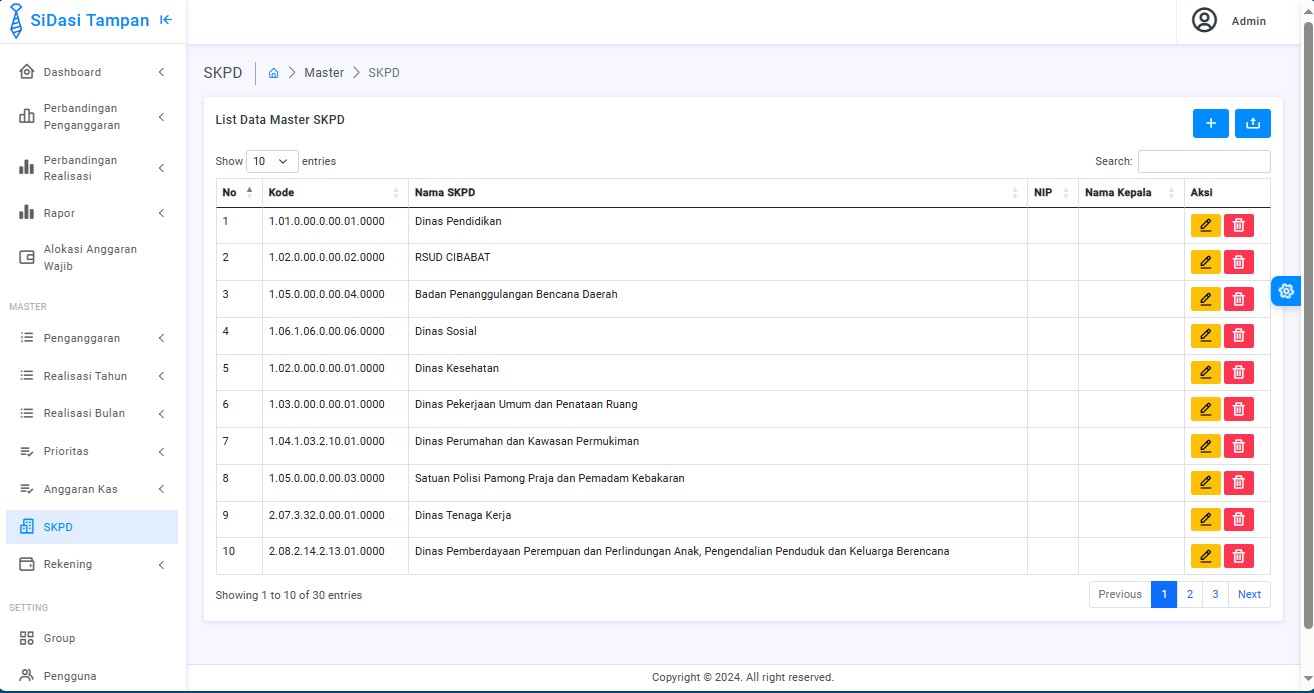 SiDasi Tampan
Admin
Dashboard
Perbandingan
Penganggaran
Perbandingan
Realisasi
Rapor
Alokasi Anggaran
Wajib
MASTER
Penganggaran
Realisasi Tahun
Realisasi Bulan
Prioritas
Anggaran Kas
SKPD
Rekening
SETTING
Group
Pengguna
SKPD Master SKPD
List Data Master SKPD
Show 10 entries
Search:
No Kode Nama SKPD NIP Nama Kepala Aksi
1 1.01.0.00.0.00.01.0000 Dinas Pendidikan
2 1.02.0.00.0.00.02.0000 RSUD CIBABAT
3 1.05.0.00.0.00.04.0000 Badan Penanggulangan Bencana Daerah
4 1.06.1.06.0.00.06.0000 Dinas Sosial
5 1.02.0.00.0.00.01.0000 Dinas Kesehatan
6 1.03.0.00.0.00.01.0000 Dinas Pekerjaan Umum dan Penataan Ruang
7 1.04.1.03.2.10.01.0000 Dinas Perumahan dan Kawasan Permukiman
8 1.05.0.00.0.00.03.0000 Satuan Polisi Pamong Praja dan Pemadam Kebakaran
9 2.07.3.32.0.00.01.0000 Dinas Tenaga Kerja
10 2.08.2.14.2.13.01.0000 Dinas Pemberdayaan Perempuan dan Perlindungan Anak, Pengendalian Penduduk dan Keluarga Berencana
Showing 1 to 10 of 30 entries
Previous 1 2 3 Next
Copyright © 2024. All right reserved.